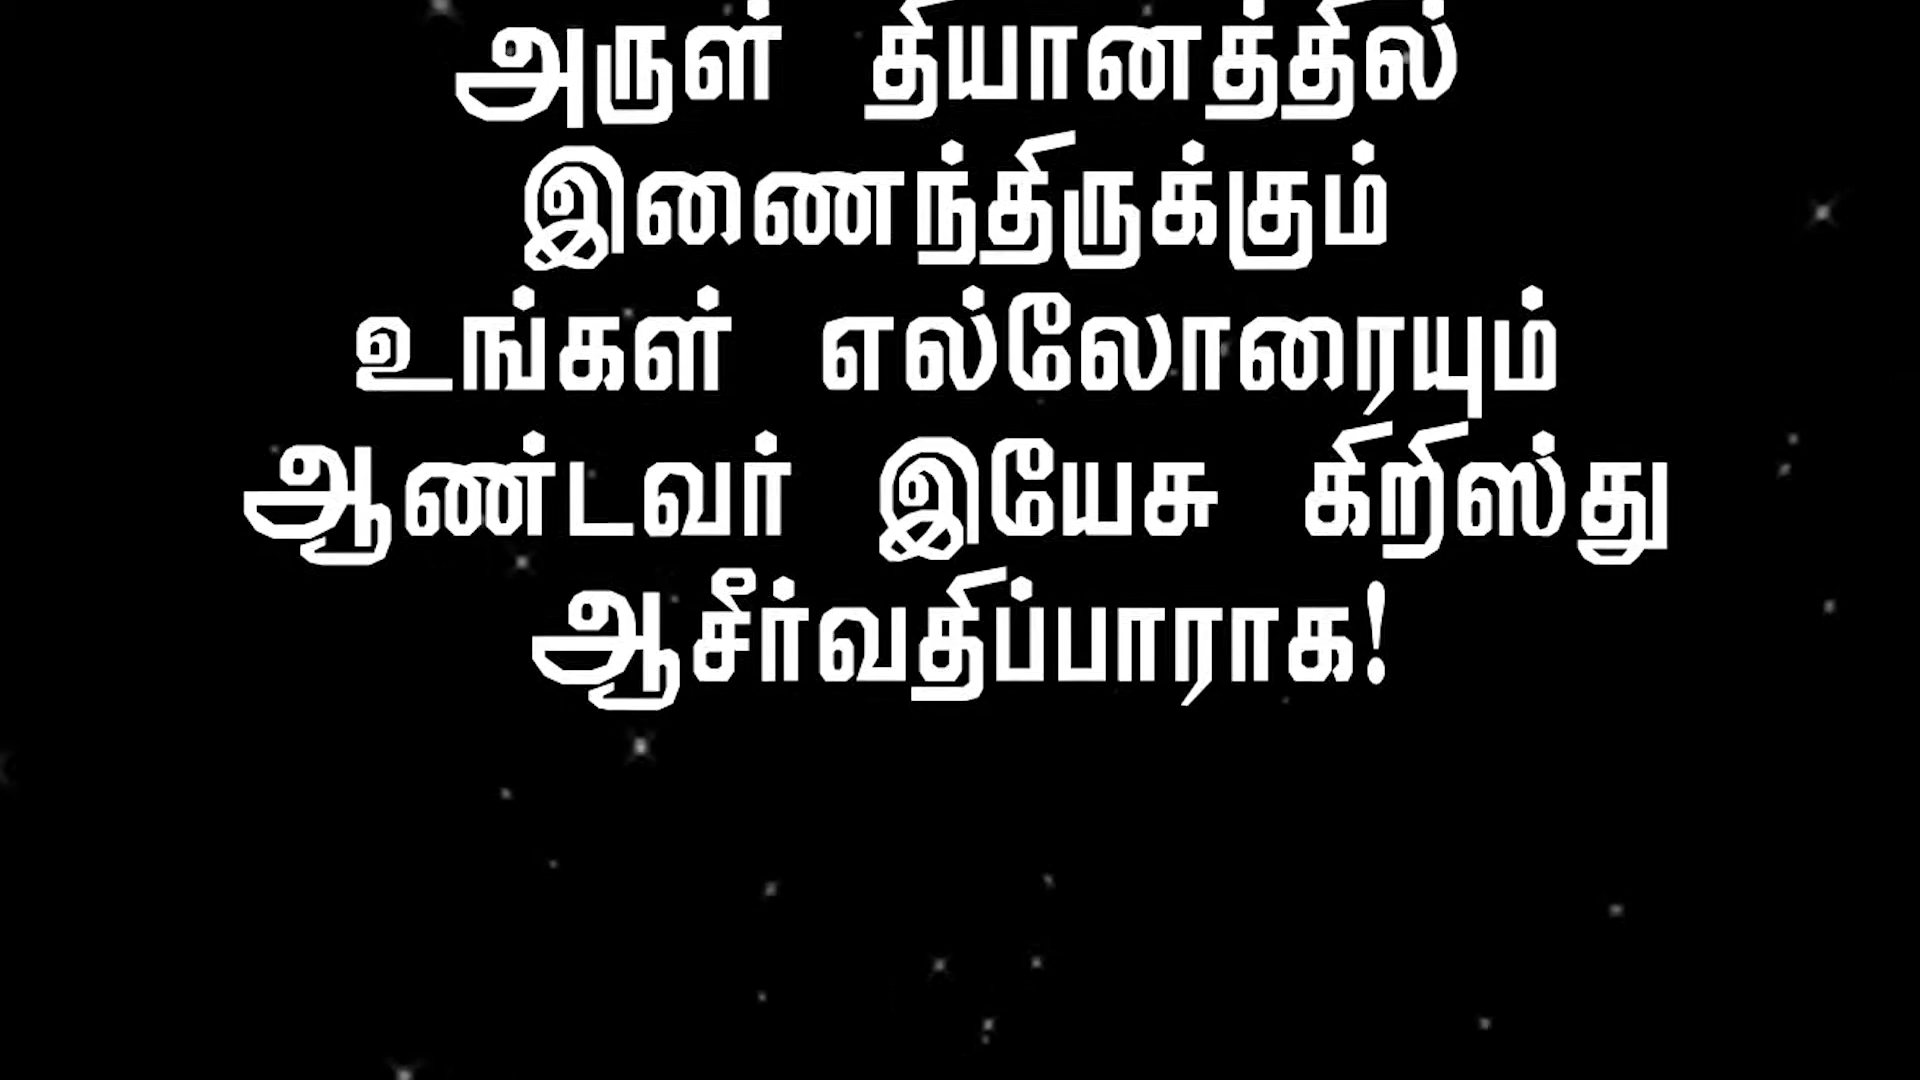 அருள் தியானத்தில்
இணைந்திருக்கும்
உங்கள் எல்லோரையும்
ஆண்டவர் இயேசு கிறிஸ்து
ஆசீர்வதிப்பாராக!